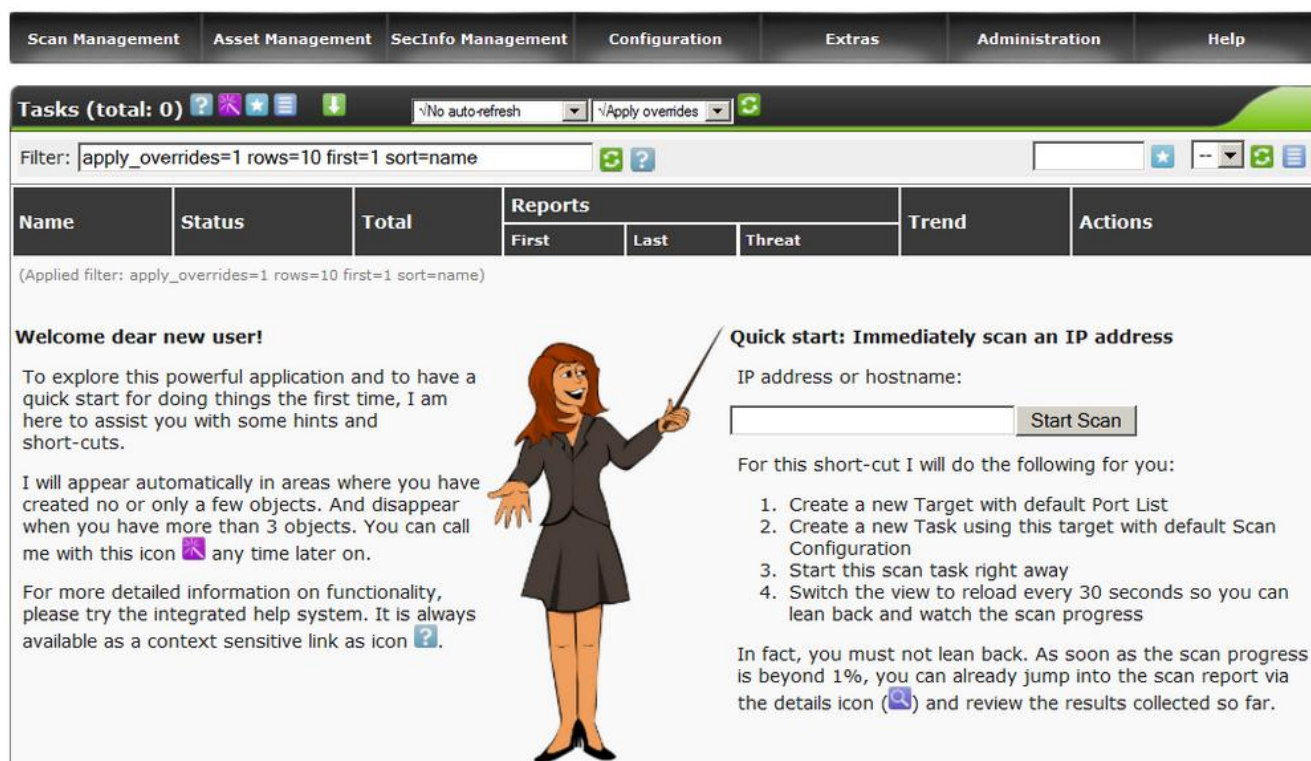 Scan Management Asset Management SecInfo Management Configuration Extras Administration Help
Tasks (total: 0) ? √No auto-refresh √Apply overrides
Filter: apply_overrides=1 rows=10 first=1 sort=name ? --
Name Status Total Reports Trend Actions
First Last Threat
(Applied filter: apply_overrides=1 rows=10 first=1 sort=name)
Welcome dear new user!
To explore this powerful application and to have a
quick start for doing things the first time, I am
here to assist you with some hints and
short-cuts.
I will appear automatically in areas where you have
created no or only a few objects. And disappear
when you have more than 3 objects. You can call
me with this icon any time later on.
For more detailed information on functionality,
please try the integrated help system. It is always
available as a context sensitive link as icon ?.
Quick start: Immediately scan an IP address
IP address or hostname:
Start Scan
For this short-cut I will do the following for you:
1. Create a new Target with default Port List
2. Create a new Task using this target with default Scan
Configuration
3. Start this scan task right away
4. Switch the view to reload every 30 seconds so you can
lean back and watch the scan progress
In fact, you must not lean back. As soon as the scan progress
is beyond 1%, you can already jump into the scan report via
the details icon () and review the results collected so far.